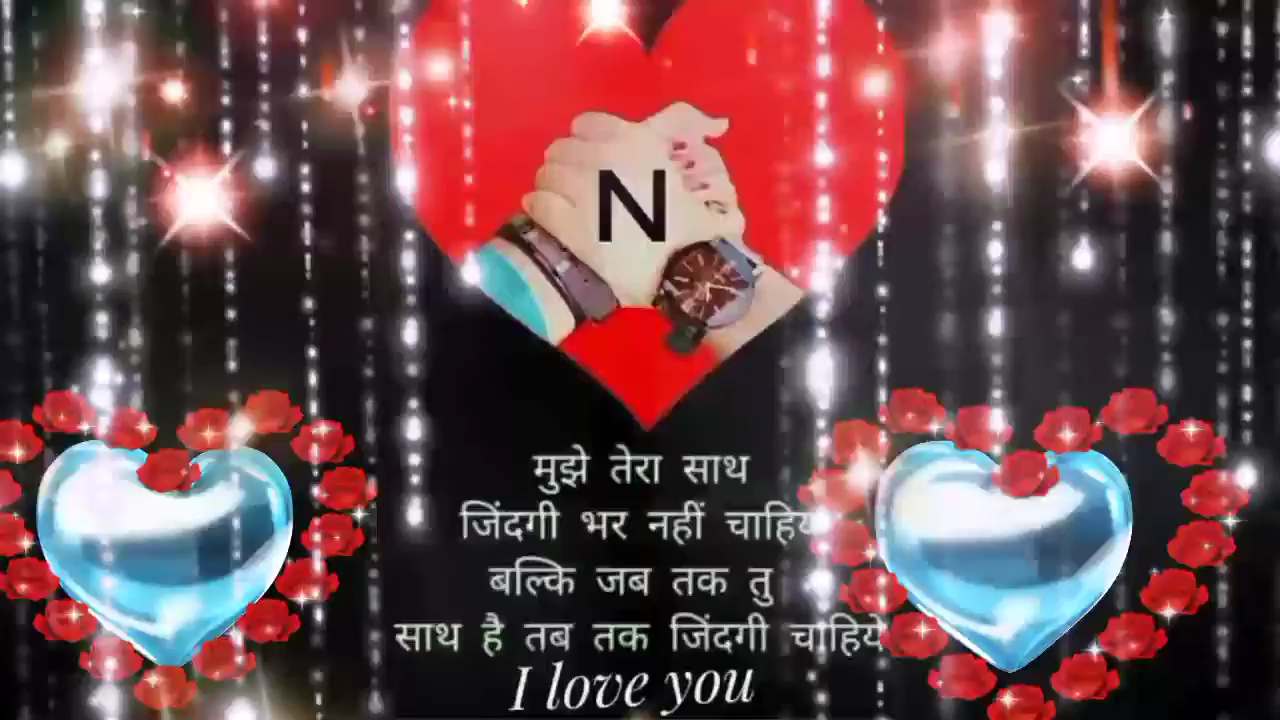 N
मुझे तेरा साथ
जिंदगी भर नहीं चाहिये
बल्कि जब तक तु
साथ है तब तक जिंदगी चाहिये
I love you